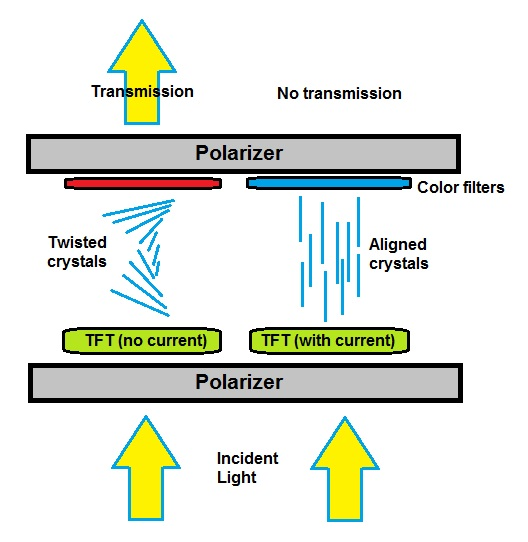 Transmission
No transmission
Polarizer
Color filters
Twisted
crystals
Aligned
crystals
TFT (no current)
TFT (with current)
Polarizer
Incident
Light